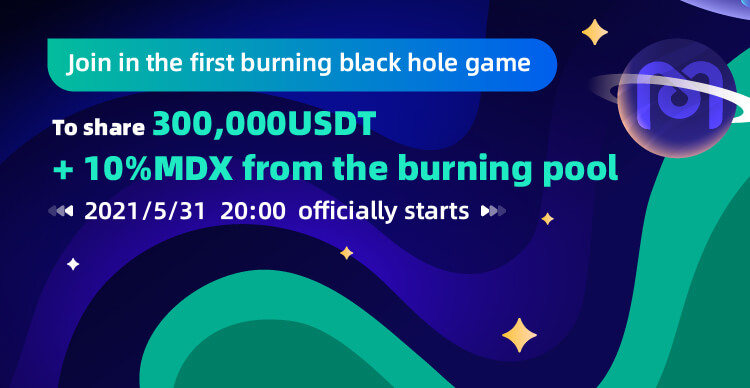 Join in the first burning black hole game
To share 300,000USDT
+ 10%MDX from the burning pool
2021/5/31 20:00 officially starts